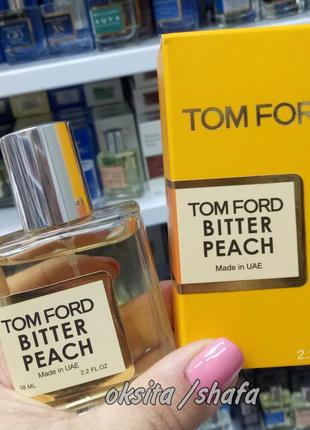 TOM FOR
TOM FORD
BITTER
PEACH
Made in UAE
TOM FORD
BITTER
PEACH
Made in UAE
58 ML 2.2 FL.OZ
2.
oksita /shafa